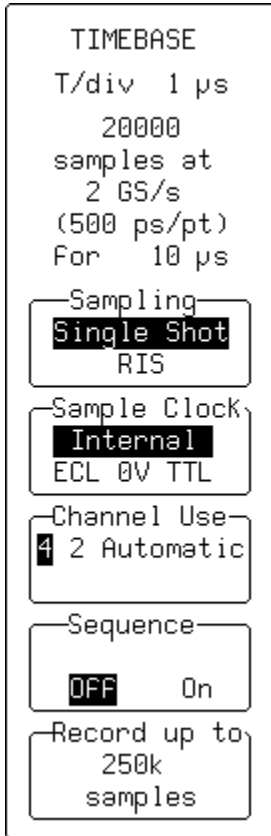 TIMEBASE
T/div 1 µs
20000
samples at
2 GS/s
(500 ps/pt)
For 10 µs
Sampling
Single Shot
RIS
Sample Clock
Internal
ECL 0V TTL
Channel Use
4 2 Automatic
Sequence
OFF On
Record up to
250k
samples